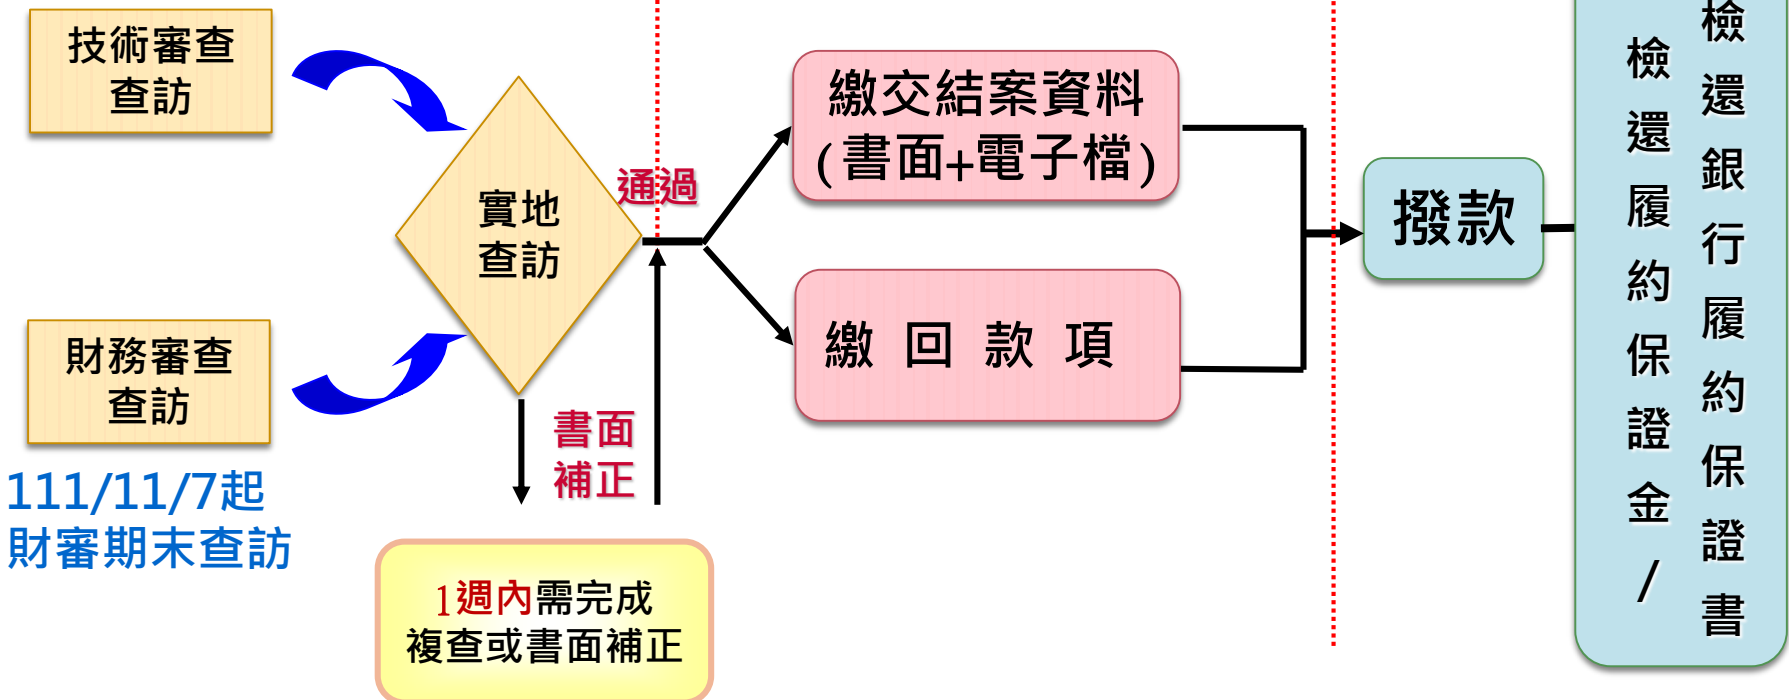 技術審查
查訪
財務審查
查訪
111/11/7起
財審期末查訪
實地
查訪
通過
書面
補正
1週內需完成
複查或書面補正
繳交結案資料
(書面+電子檔)
繳回款項
撥款
檢還銀行履約保證書
檢還履約保證金/